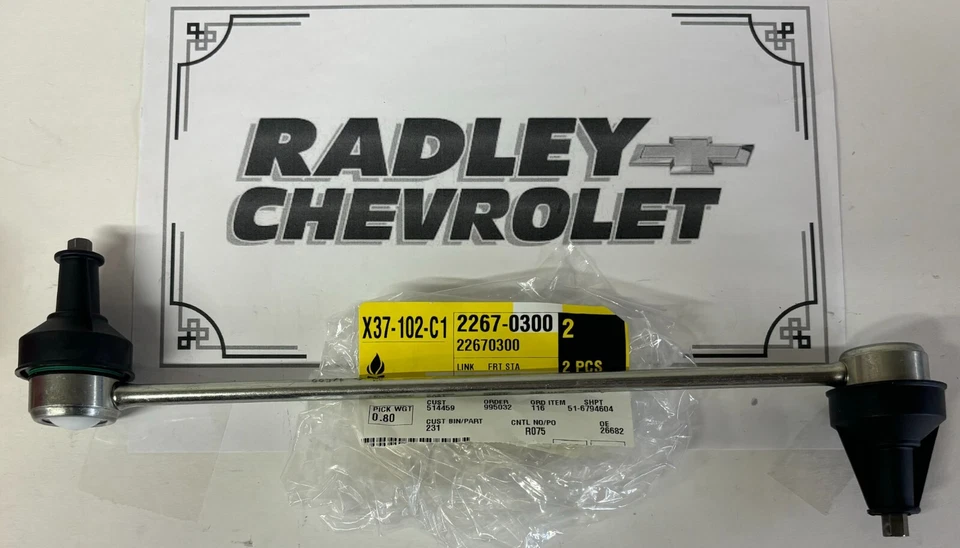 RADLEY
CHEVROLET
X37-102-C1 2267-0300 2
22670300
LINK FRT STA 2 PCS
CUST ORDER ORD ITEM SHPT
PICK WGT 514459 995032 116 51-6794604
0.80 CUST BIN/PART CNTL NO/PO OE
231 R075 26682